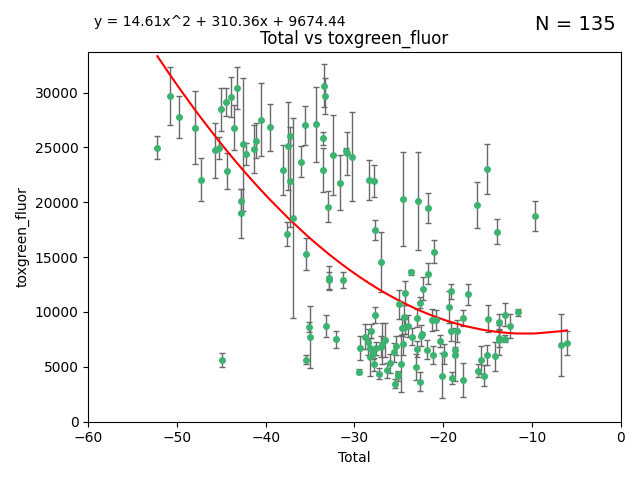 y = 14.61x^2 + 310.36x + 9674.44
N = 135
Total vs toxgreen_fluor
30000
25000
20000
15000
10000
5000
0
toxgreen_fluor
−60
−50
−40
−30
−20
−10
0
Total